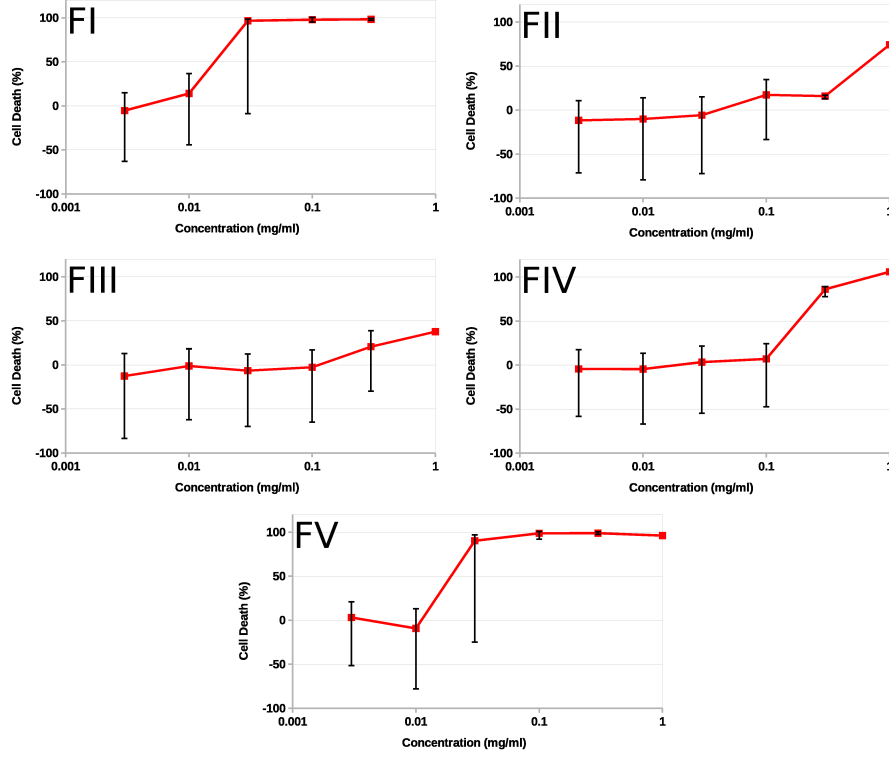 FI
Cell Death (%)
100
50
0
-50
-100
0.001 0.01 0.1 1
Concentration (mg/ml)
FII
Cell Death (%)
100
50
0
-50
-100
0.001 0.01 0.1 1
Concentration (mg/ml)
FIII
Cell Death (%)
100
50
0
-50
-100
0.001 0.01 0.1 1
Concentration (mg/ml)
FIV
Cell Death (%)
100
50
0
-50
-100
0.001 0.01 0.1 1
Concentration (mg/ml)
FV
Cell Death (%)
100
50
0
-50
-100
0.001 0.01 0.1 1
Concentration (mg/ml)